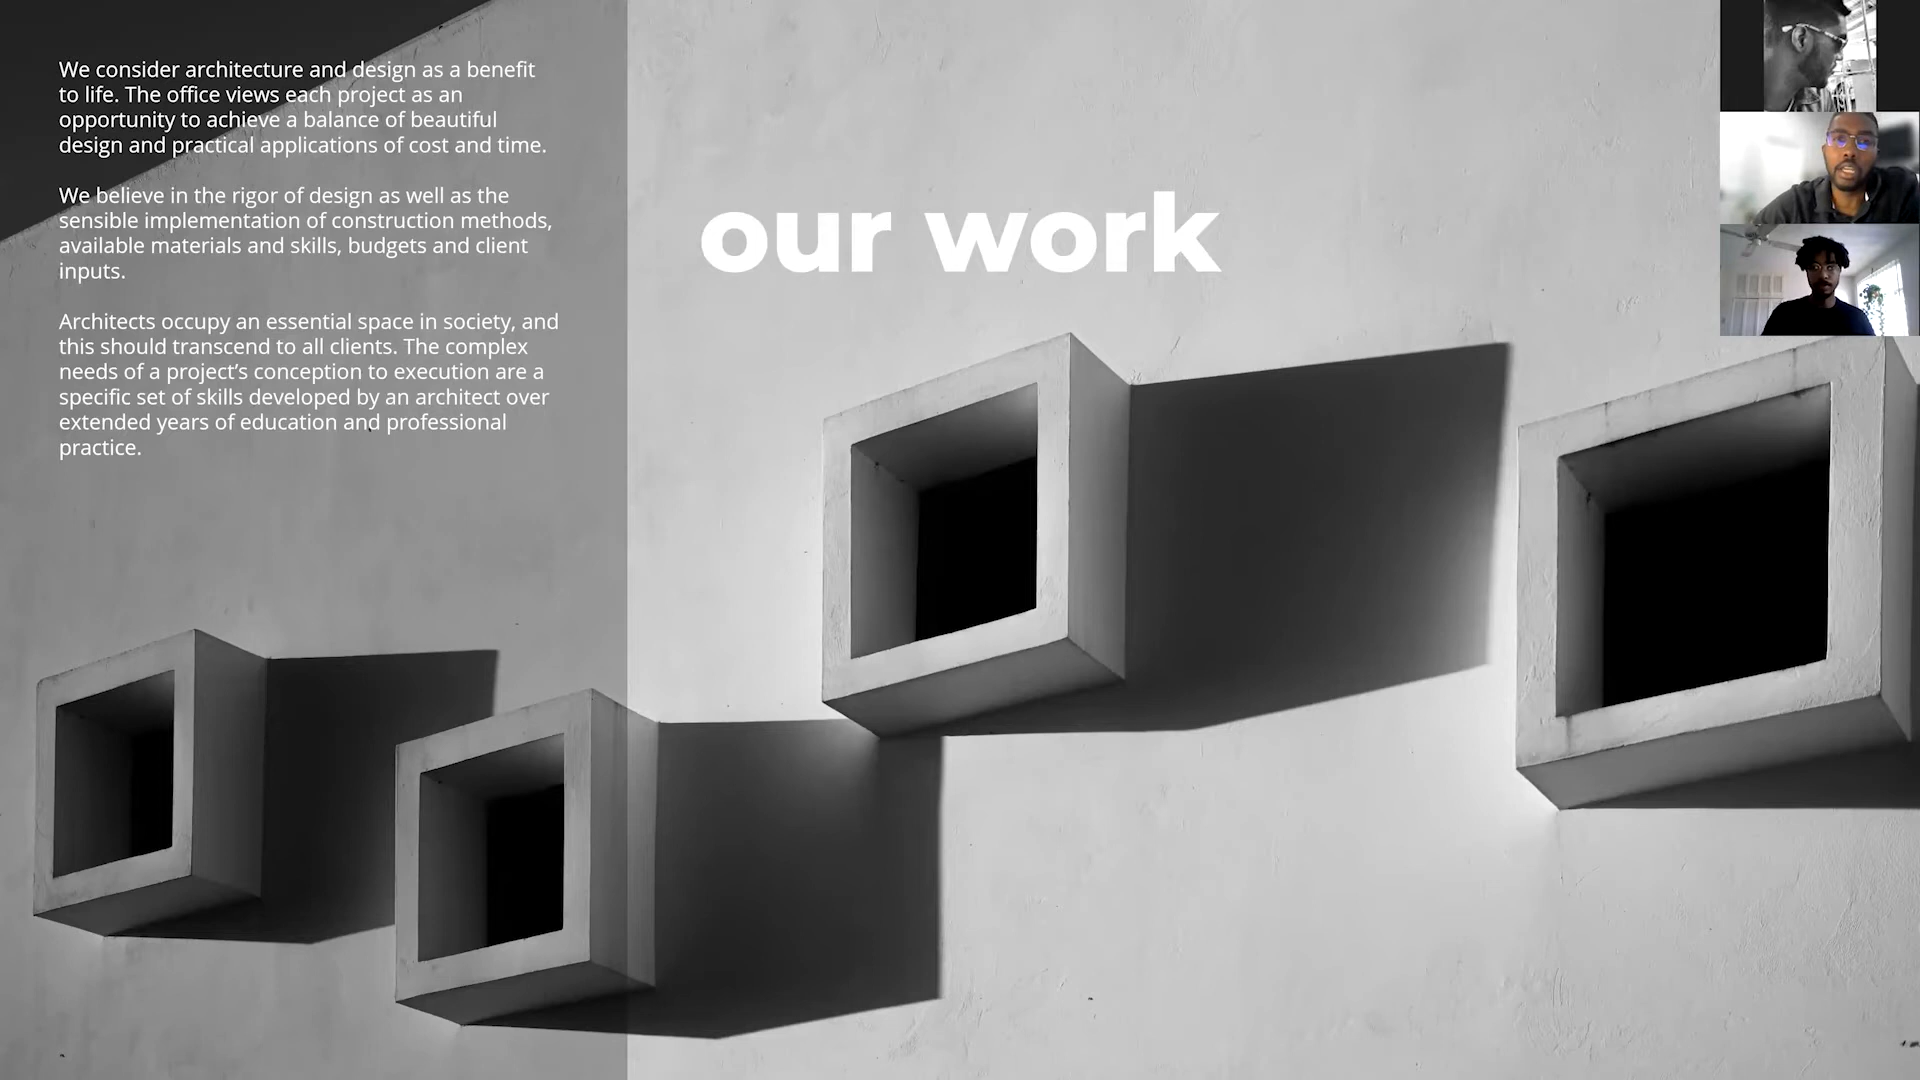 We consider architecture and design as a benefit
to life. The office views each project as an
opportunity to achieve a balance of beautiful
design and practical applications of cost and time.
We believe in the rigor of design as well as the
sensible implementation of construction methods,
available materials and skills, budgets and client
inputs.
Architects occupy an essential space in society, and
this should transcend to all clients. The complex
needs of a project’s conception to execution are a
specific set of skills developed by an architect over
extended years of education and professional
practice.
our work